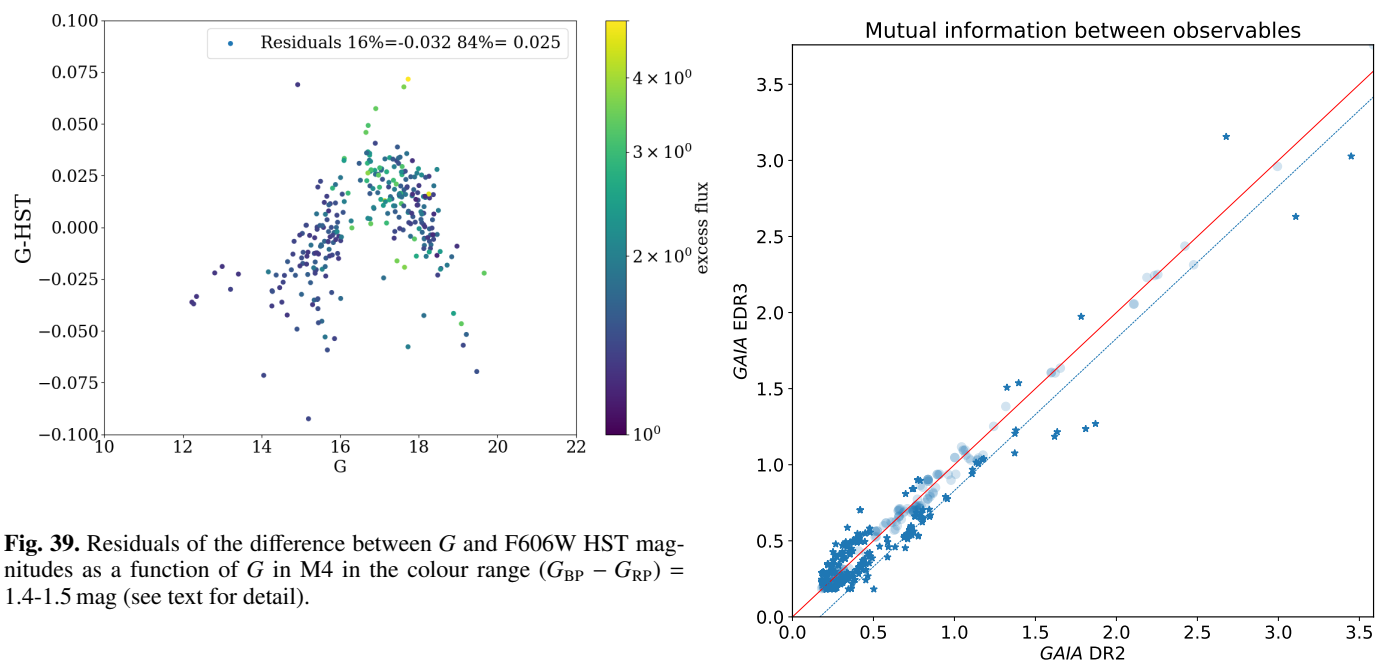 0.100
0.075
0.050
0.025
0.000
−0.025
−0.050
−0.075
−0.100
G-HST
10 12 14 16 18 20 22
G
Residuals 16%=-0.032 84%= 0.025
4 × 10⁰
3 × 10⁰
2 × 10⁰
10⁰
excess flux
Fig. 39. Residuals of the difference between G and F606W HST mag-
nitudes as a function of G in M4 in the colour range (G_BP − G_RP) =
1.4-1.5 mag (see text for detail).
Mutual information between observables
3.5
3.0
2.5
2.0
1.5
1.0
0.5
0.0
GAIA EDR3
0.0 0.5 1.0 1.5 2.0 2.5 3.0 3.5
GAIA DR2